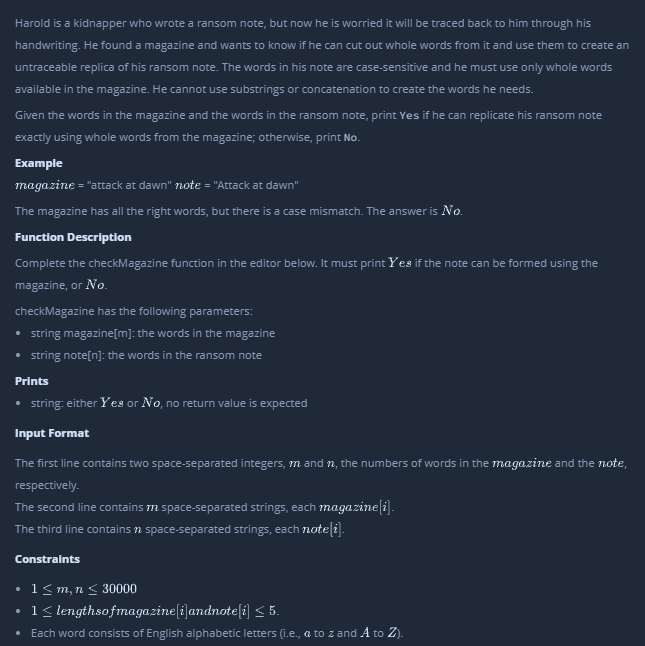 Harold is a kidnapper who wrote a ransom note, but now he is worried it will be traced back to him through his
handwriting. He found a magazine and wants to know if he can cut out whole words from it and use them to create an
untraceable replica of his ransom note. The words in his note are case-sensitive and he must use only whole words
available in the magazine. He cannot use substrings or concatenation to create the words he needs.
Given the words in the magazine and the words in the ransom note, print Yes if he can replicate his ransom note
exactly using whole words from the magazine; otherwise, print No.
Example
magazine = "attack at dawn" note = "Attack at dawn"
The magazine has all the right words, but there is a case mismatch. The answer is No.
Function Description
Complete the checkMagazine function in the editor below. It must print Yes if the note can be formed using the
magazine, or No.
checkMagazine has the following parameters:
• string magazine[m]: the words in the magazine
• string note[n]: the words in the ransom note
Prints
• string: either Yes or No, no return value is expected
Input Format
The first line contains two space-separated integers, m and n, the numbers of words in the magazine and the note,
respectively.
The second line contains m space-separated strings, each magazine[i].
The third line contains n space-separated strings, each note[i].
Constraints
• 1 ≤ m, n ≤ 30000
• 1 ≤ lengthsofmagazine[i]andnote[i] ≤ 5.
• Each word consists of English alphabetic letters (i.e., a to z and A to Z).